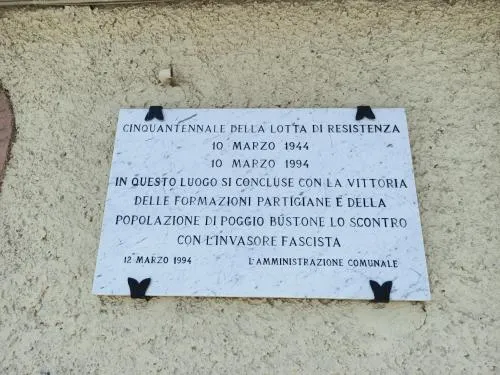 CINQUANTENNALE DELLA LOTTA DI RESISTENZA
10 MARZO 1944
10 MARZO 1994
IN QUESTO LUOGO SI CONCLUSE CON LA VITTORIA
DELLE FORMAZIONI PARTIGIANE E DELLA
POPOLAZIONE DI POGGIO BUSTONE LO SCONTRO
CON L'INVASORE FASCISTA
12 MARZO 1994 L'AMMINISTRAZIONE COMUNALE